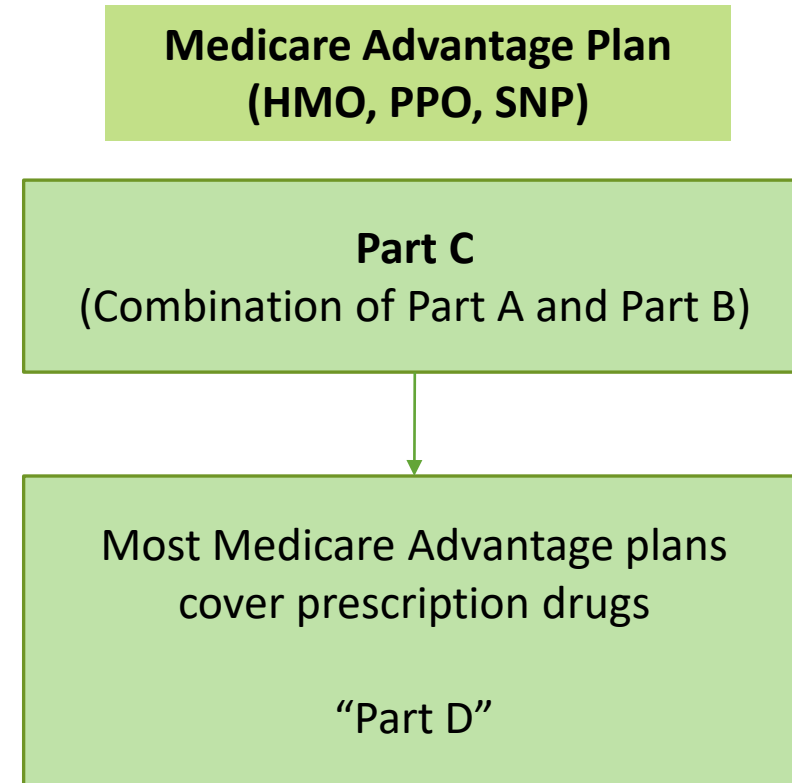 Medicare Advantage Plan
(HMO, PPO, SNP)
Part C
(Combination of Part A and Part B)
Most Medicare Advantage plans
cover prescription drugs
“Part D”